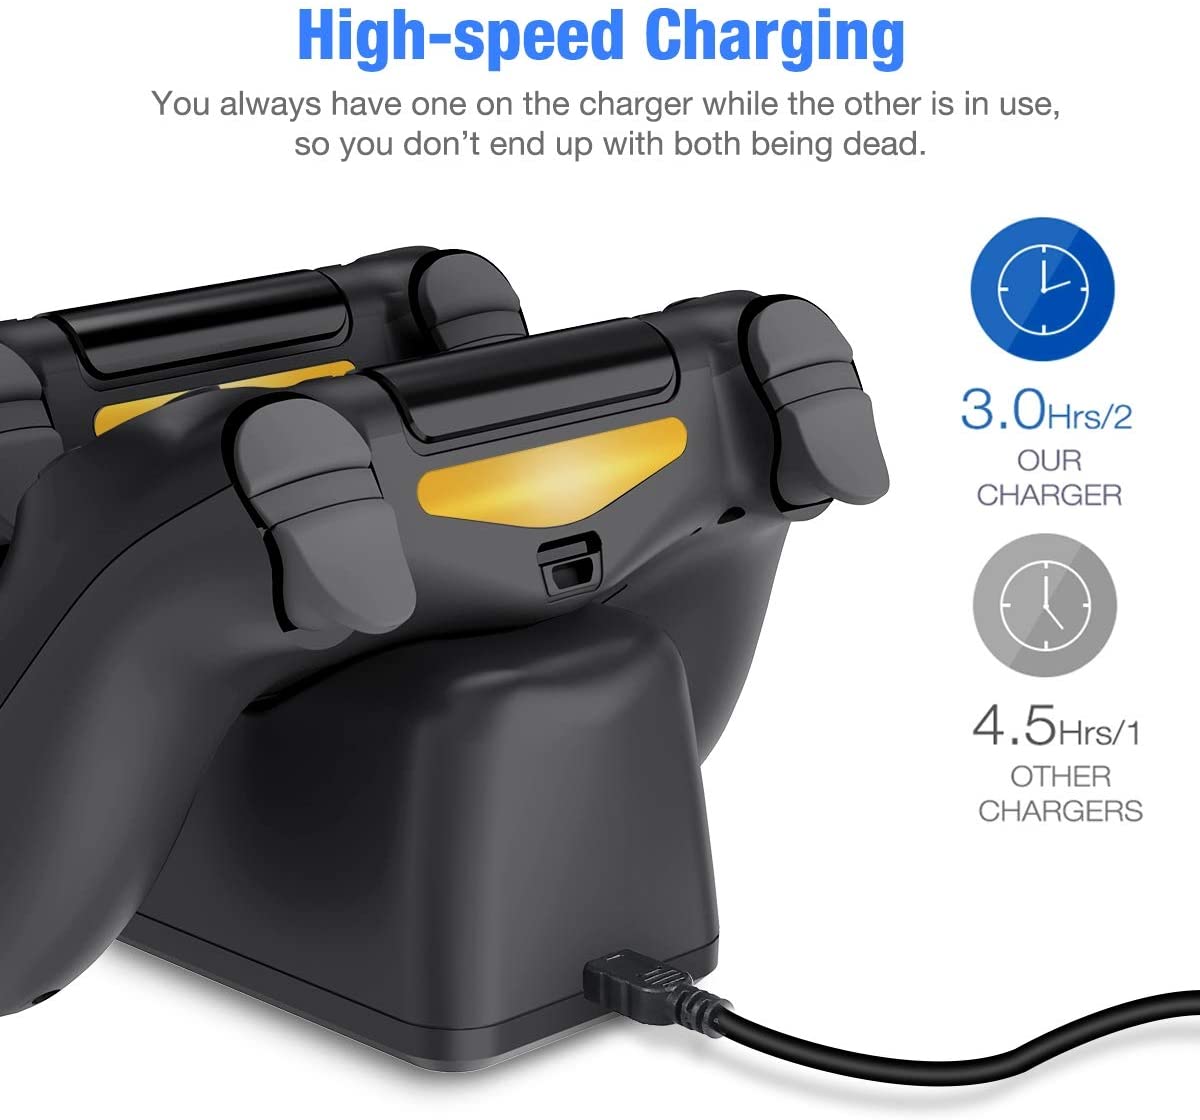 High-speed Charging
You always have one on the charger while the other is in use,
so you don’t end up with both being dead.
3.0Hrs/2
OUR
CHARGER
4.5Hrs/1
OTHER
CHARGERS